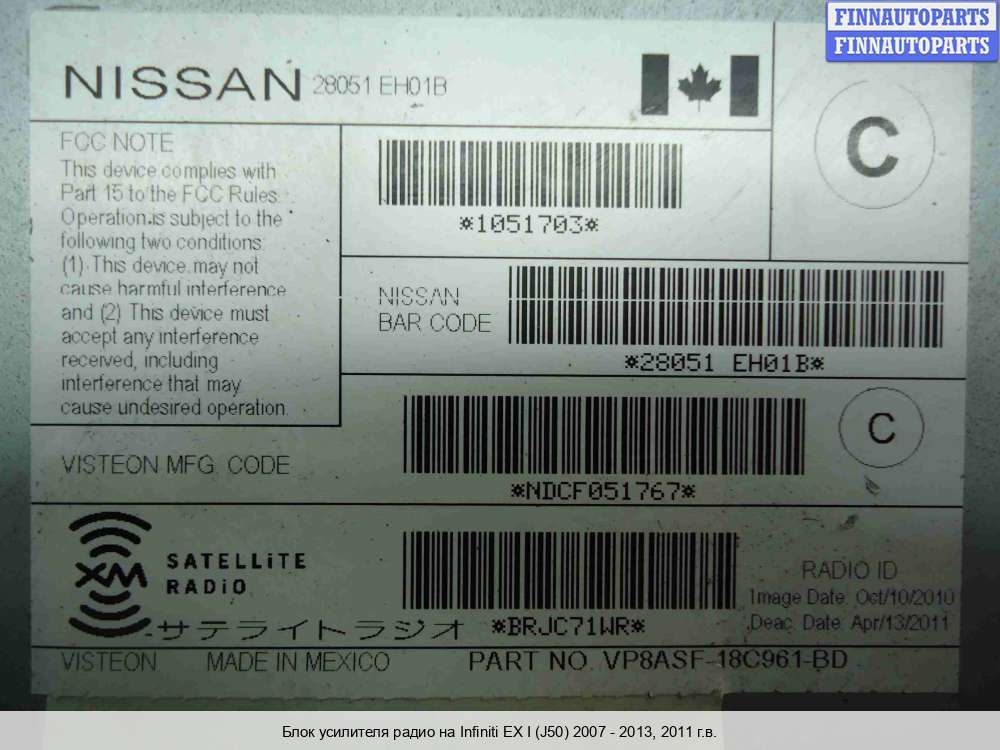 FINNAUTOPARTS
FINNAUTOPARTS
NISSAN 28051 EH01B
C
FCC NOTE
This device complies with
Part 15 to the FCC Rules.
Operation is subject to the
following two conditions:
(1) This device may not
cause harmful interference
and (2) This device must
accept any interference
received, including
interference that may
cause undesired operation.
*1051703*
NISSAN
BAR CODE
*28051 EH01B*
VISTEON MFG. CODE
*NDCF051767*
C
XM SATELLiTE
RADiO
サテライトラジオ
*BRJC71WR*
RADIO ID
Image Date: Oct/10/2010
Deac. Date: Apr/13/2011
VISTEON MADE IN MEXICO PART NO. VP8ASF-18C961-BD
Блок усилителя радио на Infiniti EX I (J50) 2007 - 2013, 2011 г.в.